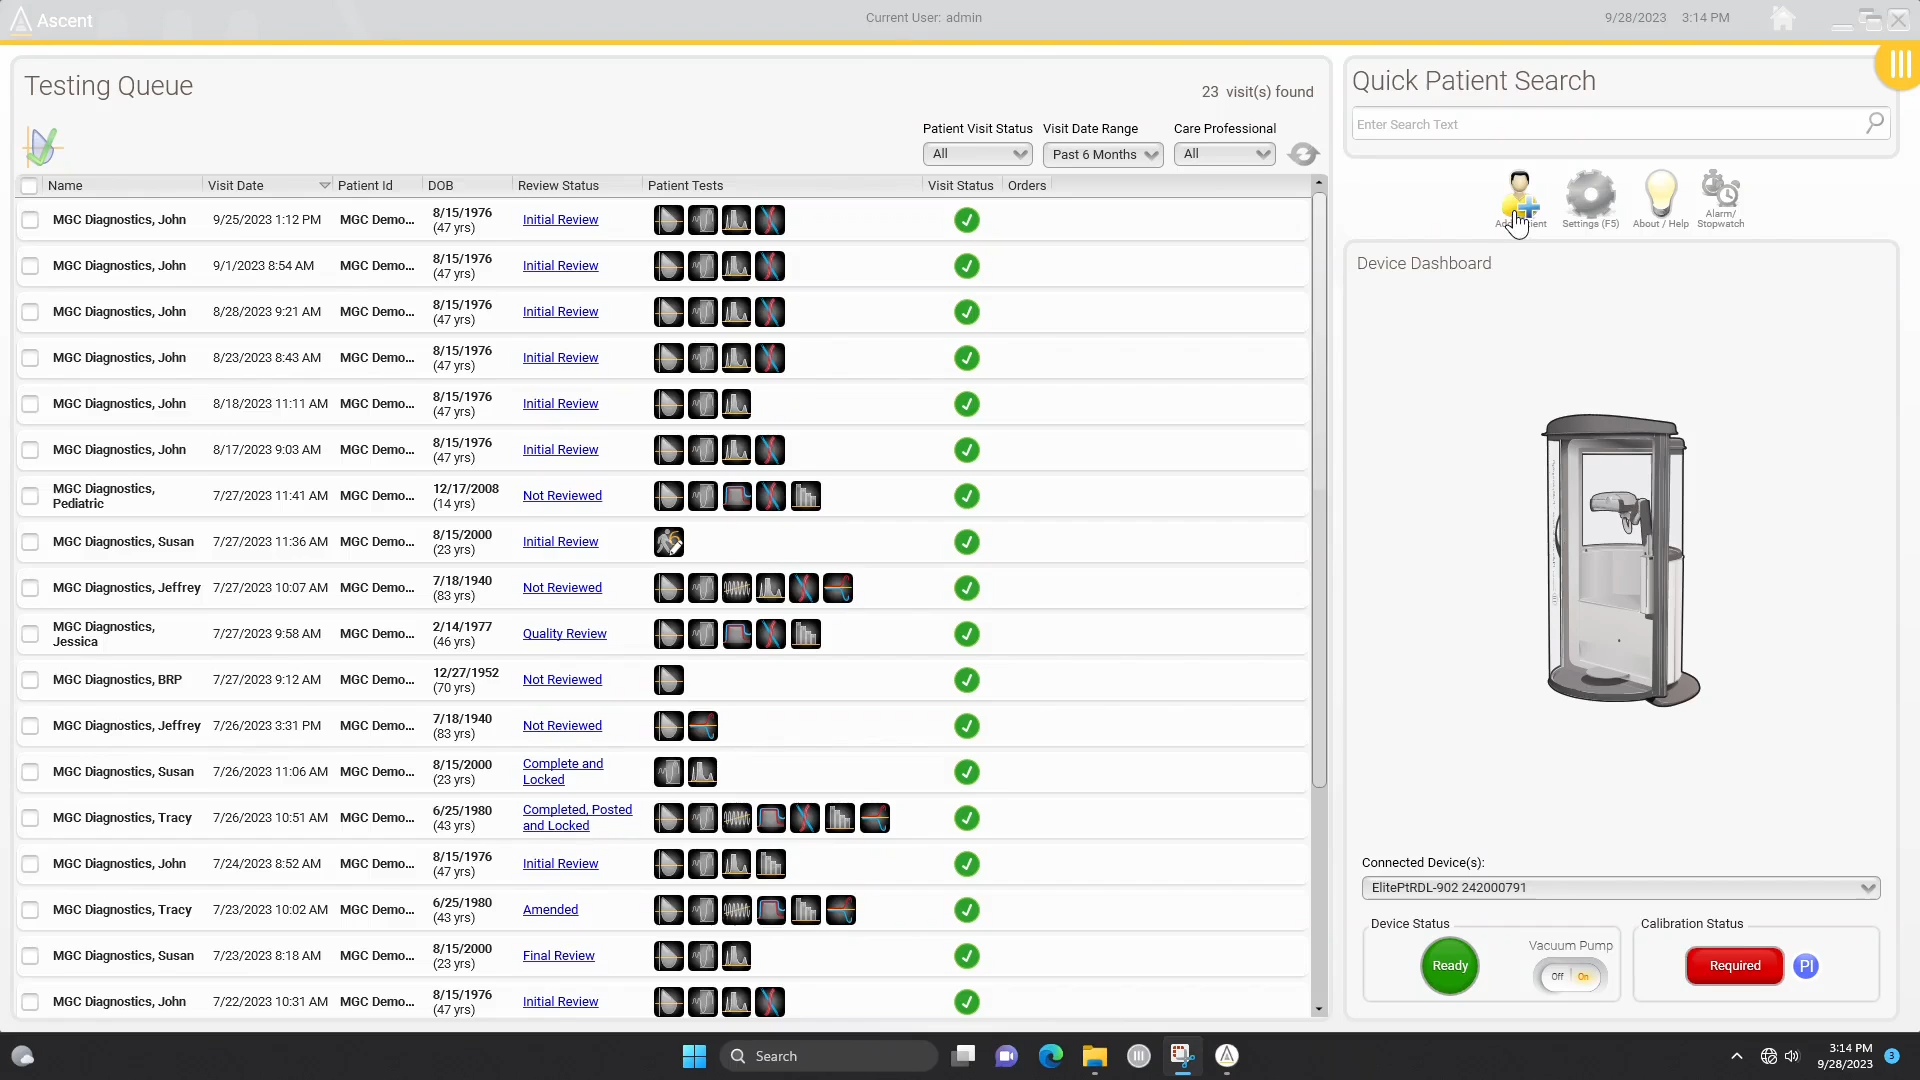 Ascent
Current User: admin
9/28/2023 3:14 PM
Testing Queue
23 visit(s) found
Patient Visit Status Visit Date Range Care Professional
All Past 6 Months All
Name Visit Date Patient Id DOB Review Status Patient Tests Visit Status Orders
MGC Diagnostics, John 9/25/2023 1:12 PM MGC Demo... 8/15/1976 (47 yrs) Initial Review
MGC Diagnostics, John 9/1/2023 8:54 AM MGC Demo... 8/15/1976 (47 yrs) Initial Review
MGC Diagnostics, John 8/28/2023 9:21 AM MGC Demo... 8/15/1976 (47 yrs) Initial Review
MGC Diagnostics, John 8/23/2023 8:43 AM MGC Demo... 8/15/1976 (47 yrs) Initial Review
MGC Diagnostics, John 8/18/2023 11:11 AM MGC Demo... 8/15/1976 (47 yrs) Initial Review
MGC Diagnostics, John 8/17/2023 9:03 AM MGC Demo... 8/15/1976 (47 yrs) Initial Review
MGC Diagnostics, Pediatric 7/27/2023 11:41 AM MGC Demo... 12/17/2008 (14 yrs) Not Reviewed
MGC Diagnostics, Susan 7/27/2023 11:36 AM MGC Demo... 8/15/2000 (23 yrs) Initial Review
MGC Diagnostics, Jeffrey 7/27/2023 10:07 AM MGC Demo... 7/18/1940 (83 yrs) Not Reviewed
MGC Diagnostics, Jessica 7/27/2023 9:58 AM MGC Demo... 2/14/1977 (46 yrs) Quality Review
MGC Diagnostics, BRP 7/27/2023 9:12 AM MGC Demo... 12/27/1952 (70 yrs) Not Reviewed
MGC Diagnostics, Jeffrey 7/26/2023 3:31 PM MGC Demo... 7/18/1940 (83 yrs) Not Reviewed
MGC Diagnostics, Susan 7/26/2023 11:06 AM MGC Demo... 8/15/2000 (23 yrs) Complete and Locked
MGC Diagnostics, Tracy 7/26/2023 10:51 AM MGC Demo... 6/25/1980 (43 yrs) Completed, Posted and Locked
MGC Diagnostics, John 7/24/2023 8:52 AM MGC Demo... 8/15/1976 (47 yrs) Initial Review
MGC Diagnostics, Tracy 7/23/2023 10:02 AM MGC Demo... 6/25/1980 (43 yrs) Amended
MGC Diagnostics, Susan 7/23/2023 8:18 AM MGC Demo... 8/15/2000 (23 yrs) Final Review
MGC Diagnostics, John 7/22/2023 10:31 AM MGC Demo... 8/15/1976 (47 yrs) Initial Review
Quick Patient Search
Enter Search Text
Settings (F5) About / Help Alarm/ Stopwatch
Device Dashboard
Connected Device(s):
ElitePtRDL-902 242000791
Device Status
Ready
Vacuum Pump
Off On
Calibration Status
Required PI
Search
3:14 PM
9/28/2023
3